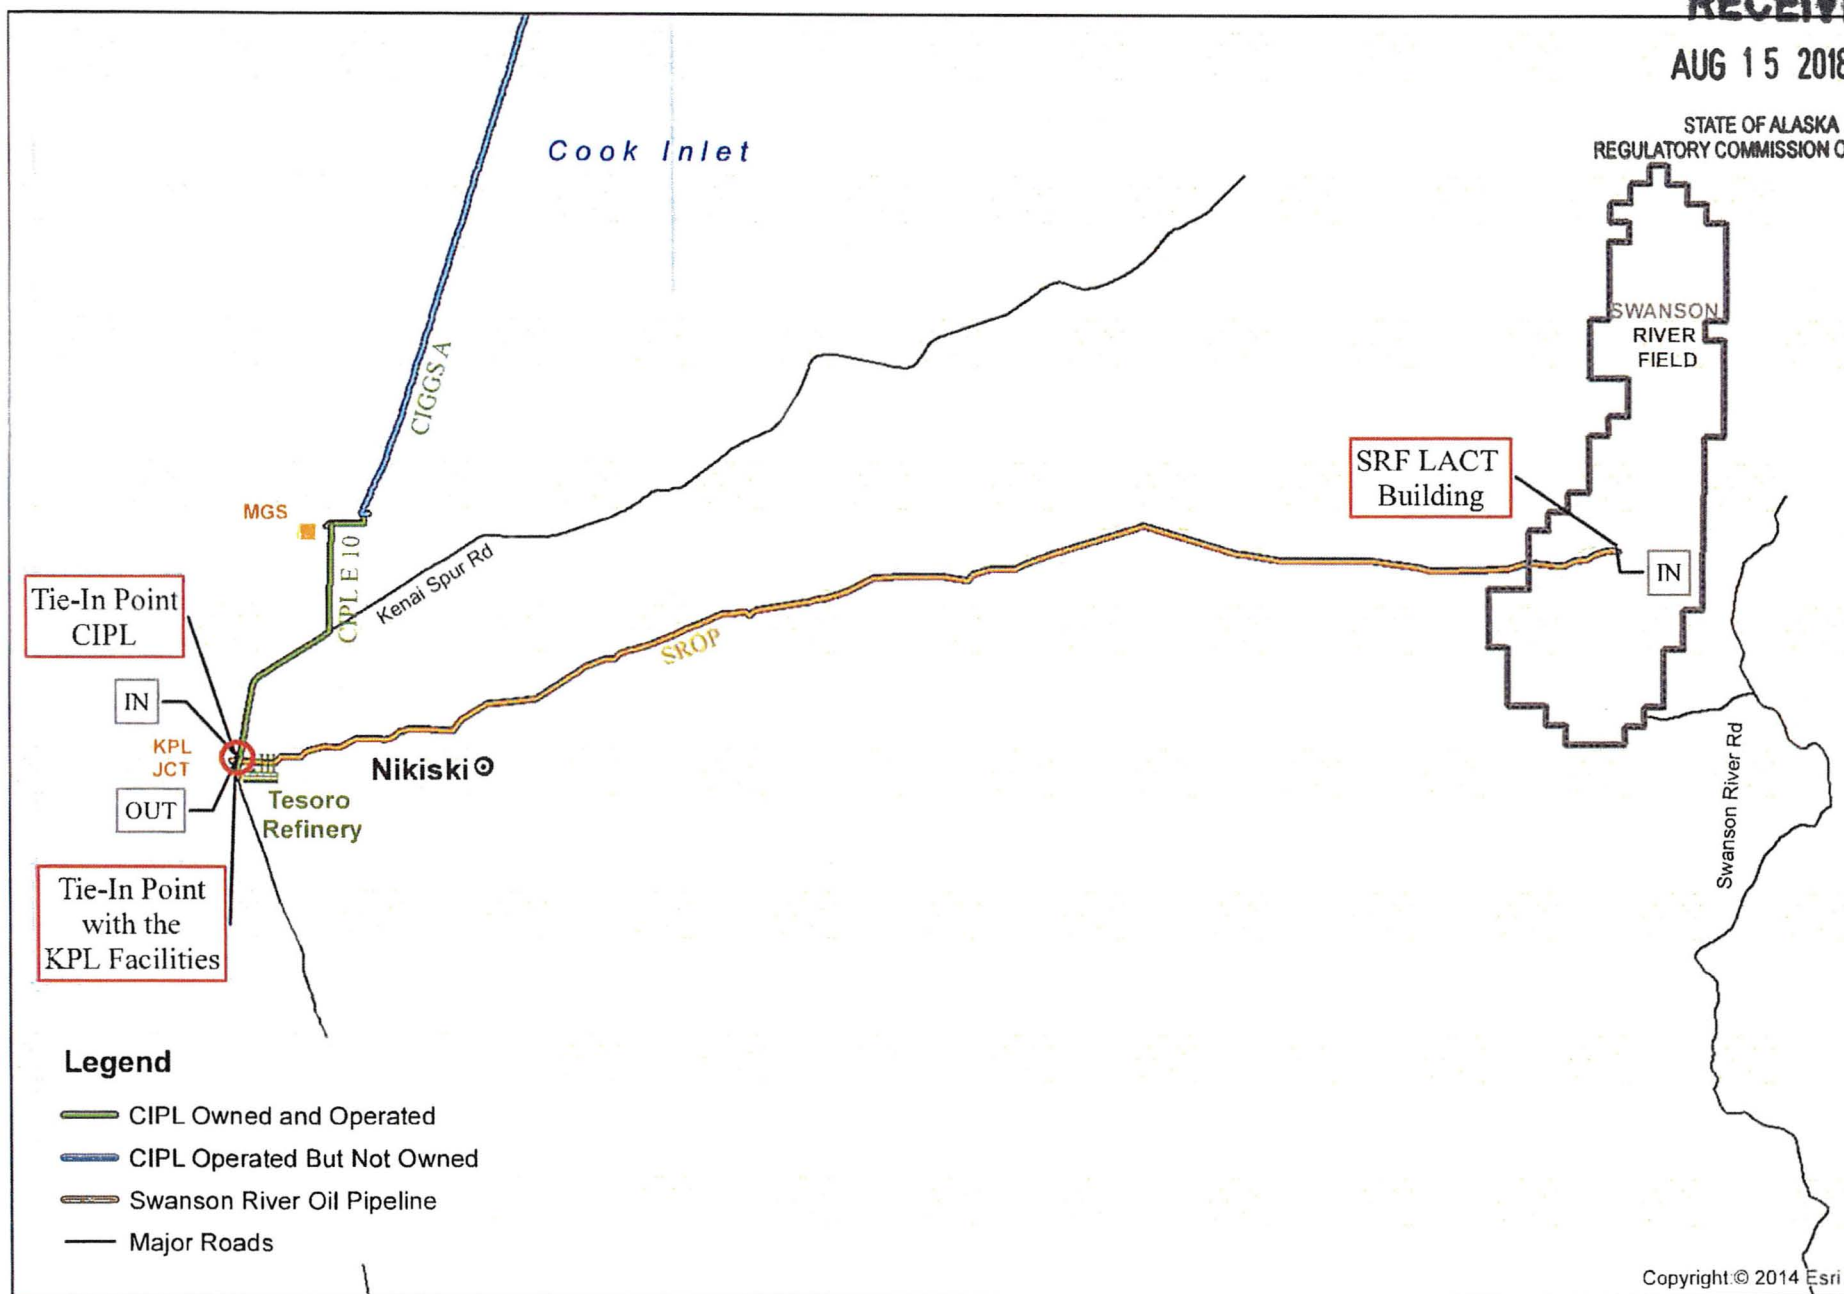 AUG 15 2018
STATE OF ALASKA
REGULATORY COMMISSION O
Cook Inlet
SWANSON
RIVER
FIELD
CIGGS A
SRF LACT
Building
MGS
CIPL E 10
Kenai Spur Rd
IN
Tie-In Point
CIPL
SROP
IN
KPL
JCT
Nikiski
OUT
Tesoro
Refinery
Swanson River Rd
Tie-In Point
with the
KPL Facilities
Legend
CIPL Owned and Operated
CIPL Operated But Not Owned
Swanson River Oil Pipeline
Major Roads
Copyright:© 2014 Esri